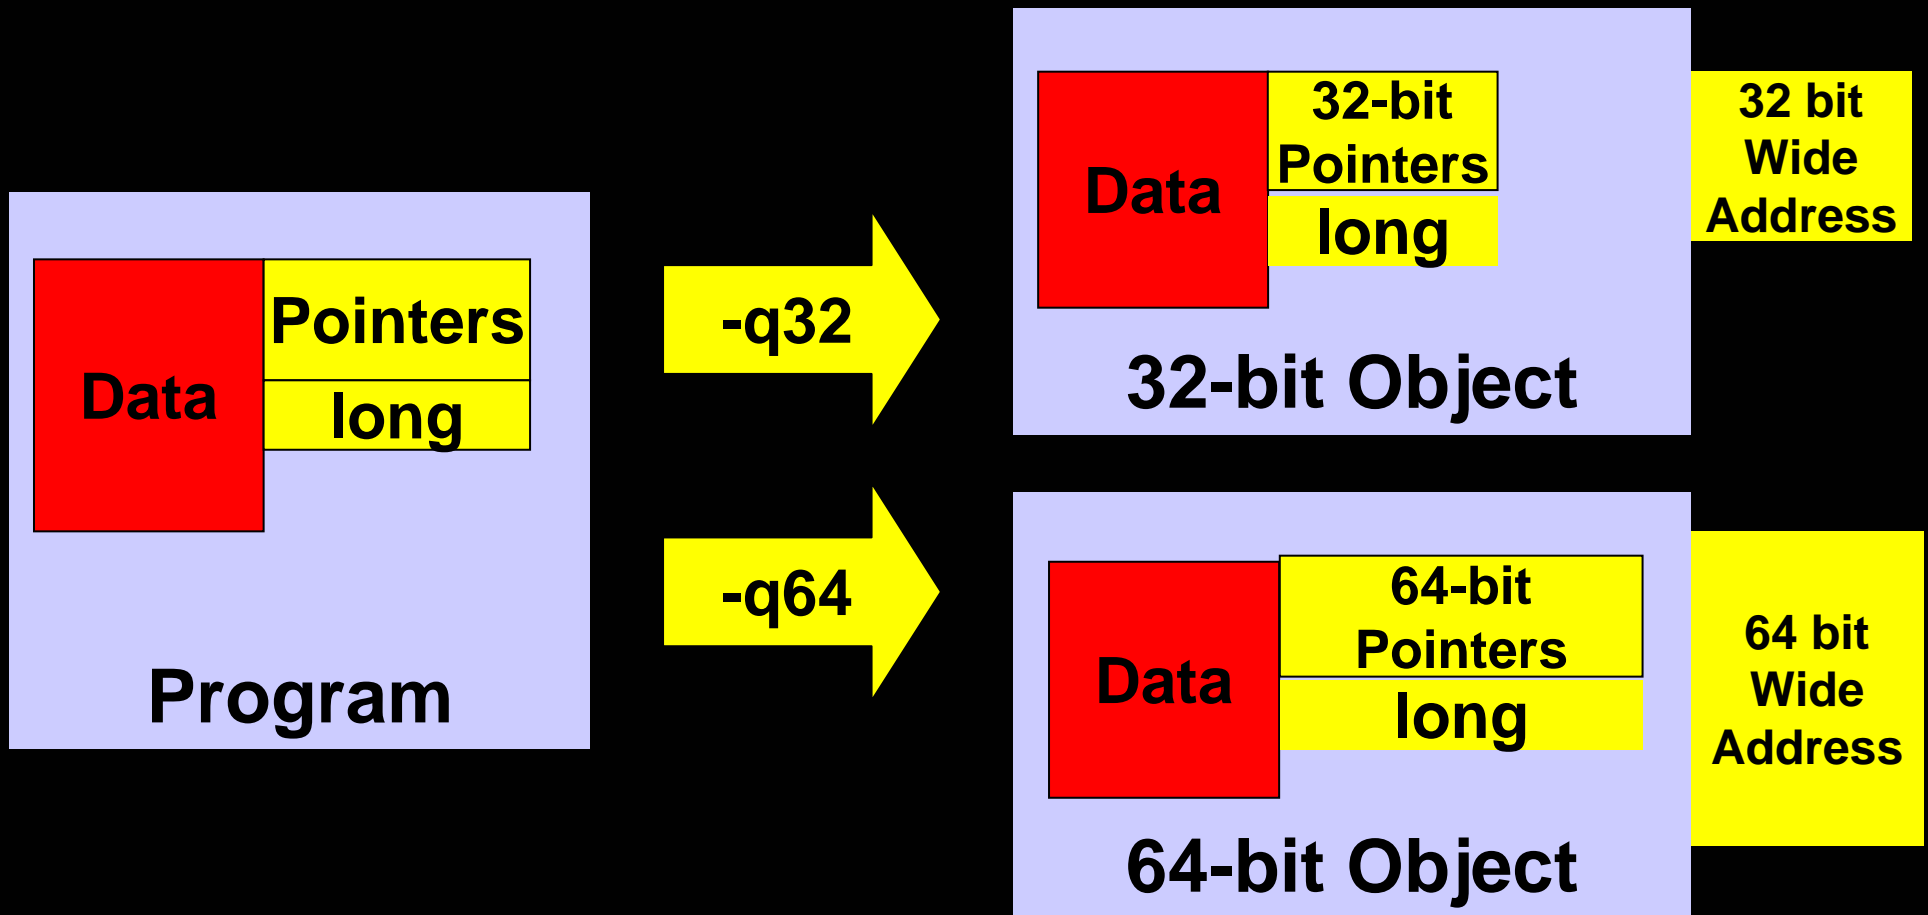 Data
Pointers
long
Program
-q32
-q64
Data
32-bit
Pointers
long
32-bit Object
32 bit
Wide
Address
Data
64-bit
Pointers
long
64-bit Object
64 bit
Wide
Address